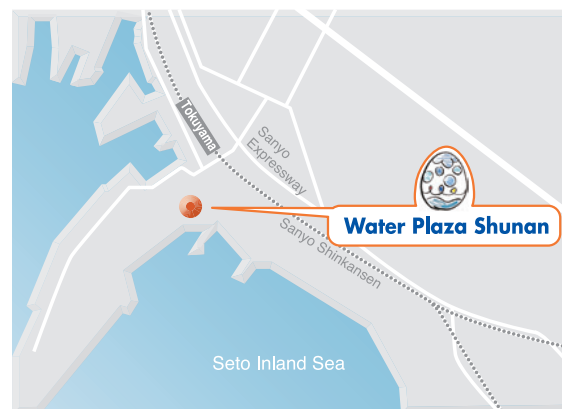 Tokuyama
Sanyo
Expressway
Water Plaza Shunan
Sanyo Shinkansen
Seto Inland Sea